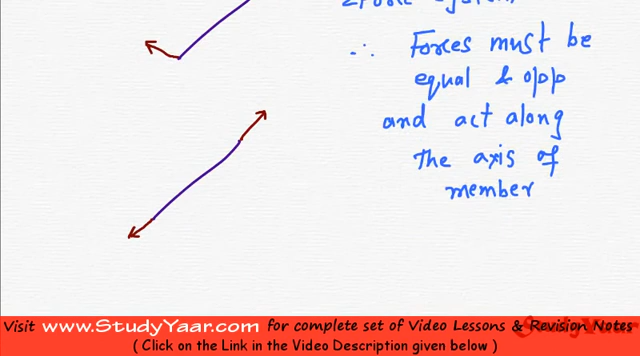 ∴ Forces must be
equal & opp
and act along
The axis of
member
Visit www.StudyYaar.com for complete set of Video Lessons & Revision Notes
( Click on the Link in the Video Description given below )
StudyYaar